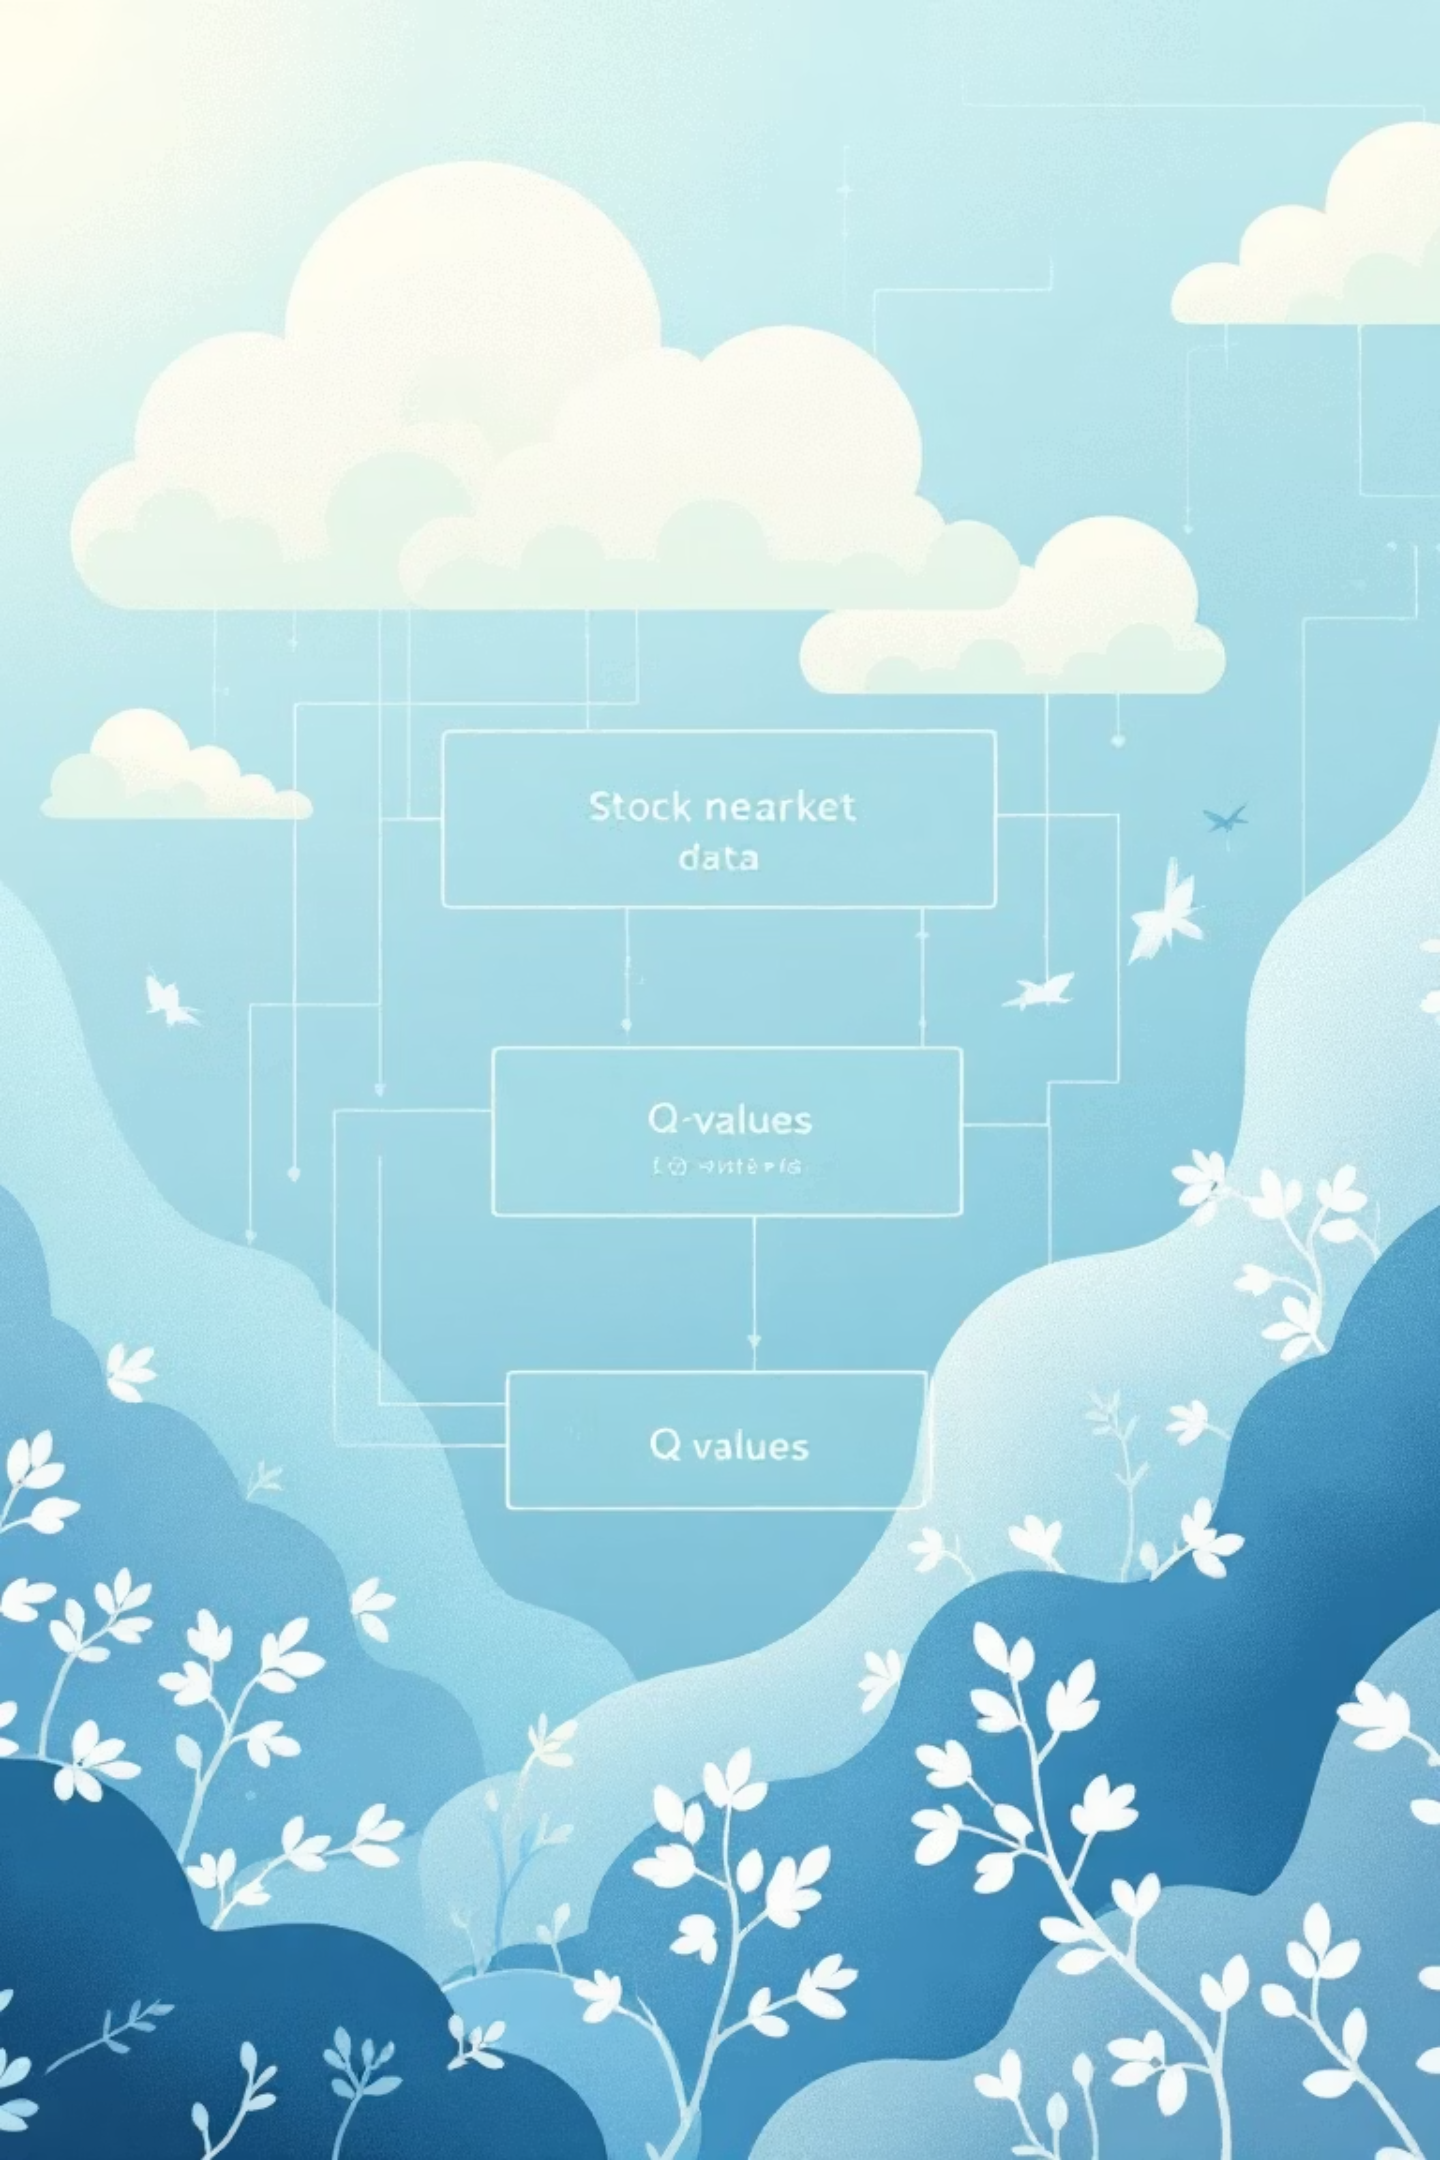 Stock nearket
data
Q-values
Q values